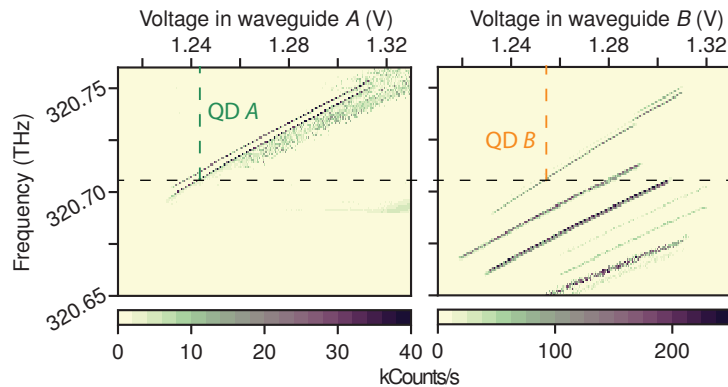 Voltage in waveguide A (V)
Voltage in waveguide B (V)
1.24 1.28 1.32
1.24 1.28 1.32
Frequency (THz)
320.75
320.70
320.65
QD A
QD B
0 10 20 30 40
0 100 200
kCounts/s